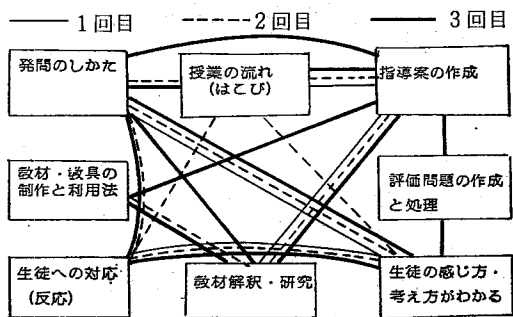 1回目
2回目
3回目
発問のしかた
授業の流れ
(はこび)
指導案の作成
教材・教具の
制作と利用法
評価問題の作成
と処理
生徒への対応
(反応)
教材解釈・研究
生徒の感じ方・
考え方がわかる